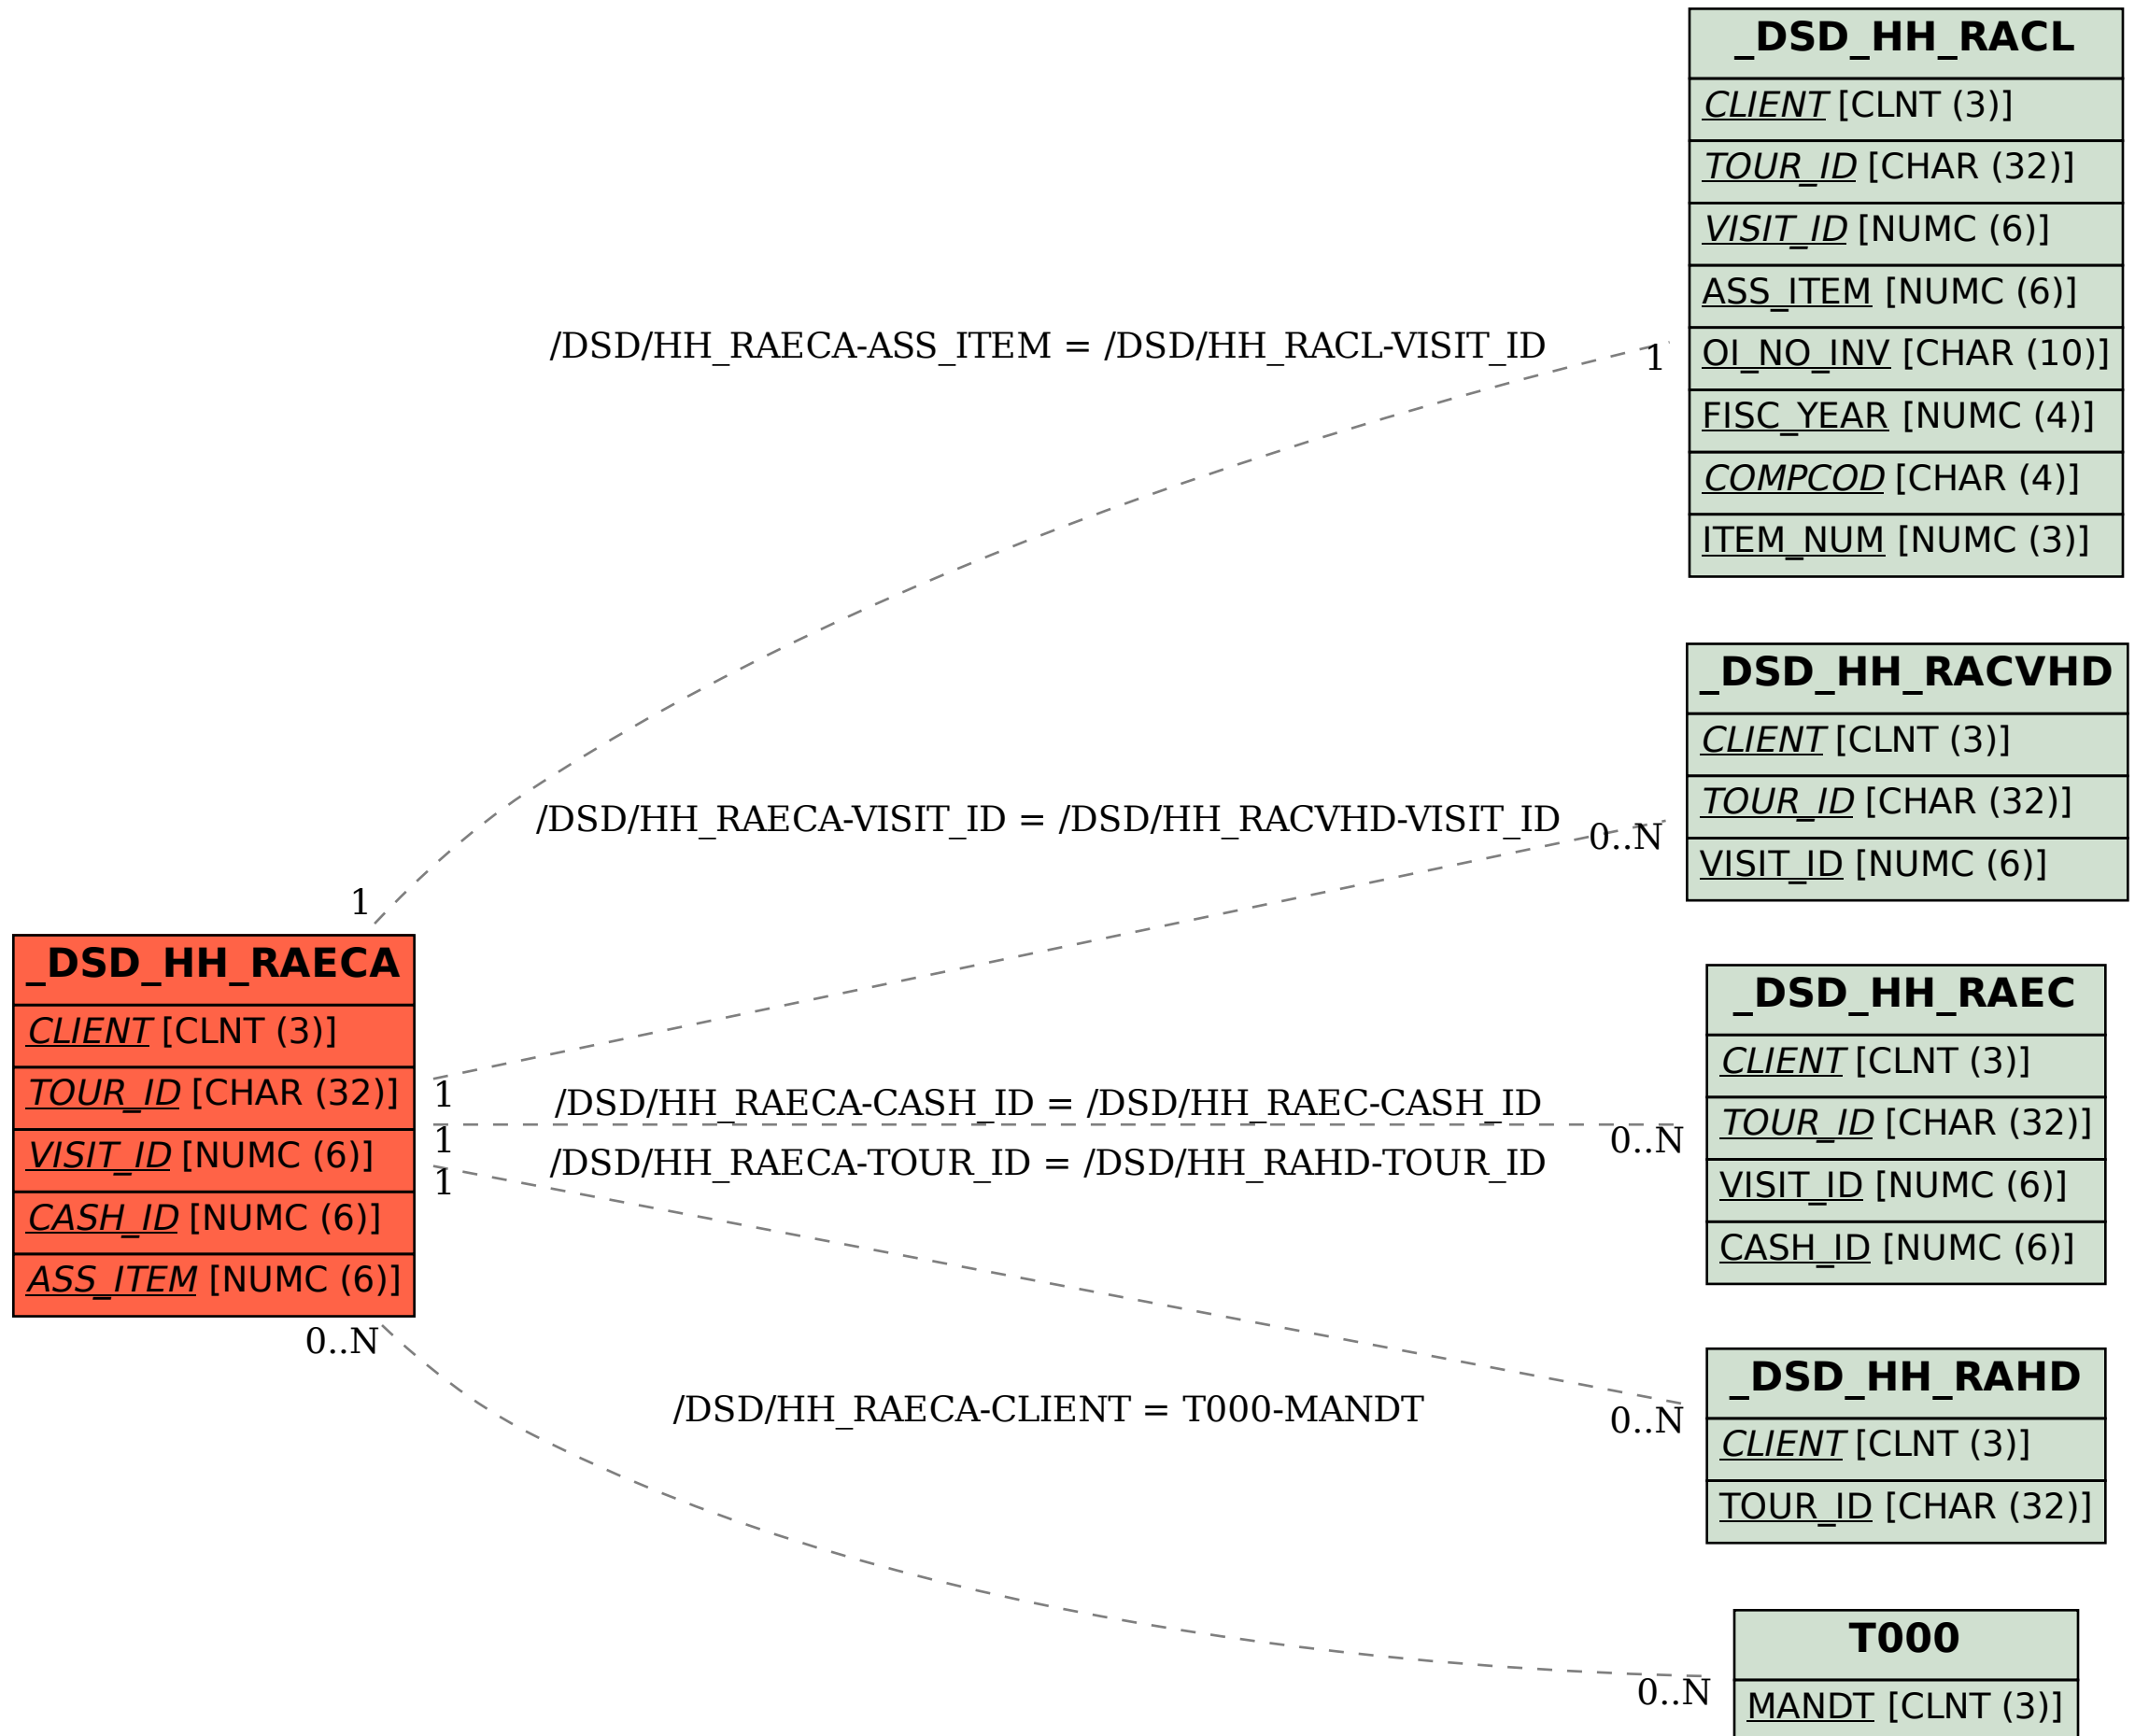 _DSD_HH_RACL
CLIENT [CLNT (3)]
TOUR_ID [CHAR (32)]
VISIT_ID [NUMC (6)]
ASS_ITEM [NUMC (6)]
OI_NO_INV [CHAR (10)]
FISC_YEAR [NUMC (4)]
COMPCOD [CHAR (4)]
ITEM_NUM [NUMC (3)]
/DSD/HH_RAECA-ASS_ITEM = /DSD/HH_RACL-VISIT_ID
1
1
_DSD_HH_RACVHD
CLIENT [CLNT (3)]
TOUR_ID [CHAR (32)]
VISIT_ID [NUMC (6)]
/DSD/HH_RAECA-VISIT_ID = /DSD/HH_RACVHD-VISIT_ID
0..N
1
_DSD_HH_RAECA
CLIENT [CLNT (3)]
TOUR_ID [CHAR (32)]
VISIT_ID [NUMC (6)]
CASH_ID [NUMC (6)]
ASS_ITEM [NUMC (6)]
_DSD_HH_RAEC
CLIENT [CLNT (3)]
TOUR_ID [CHAR (32)]
VISIT_ID [NUMC (6)]
CASH_ID [NUMC (6)]
/DSD/HH_RAECA-CASH_ID = /DSD/HH_RAEC-CASH_ID
1
0..N
/DSD/HH_RAECA-TOUR_ID = /DSD/HH_RAHD-TOUR_ID
1
0..N
_DSD_HH_RAHD
CLIENT [CLNT (3)]
TOUR_ID [CHAR (32)]
0..N
/DSD/HH_RAECA-CLIENT = T000-MANDT
0..N
T000
MANDT [CLNT (3)]